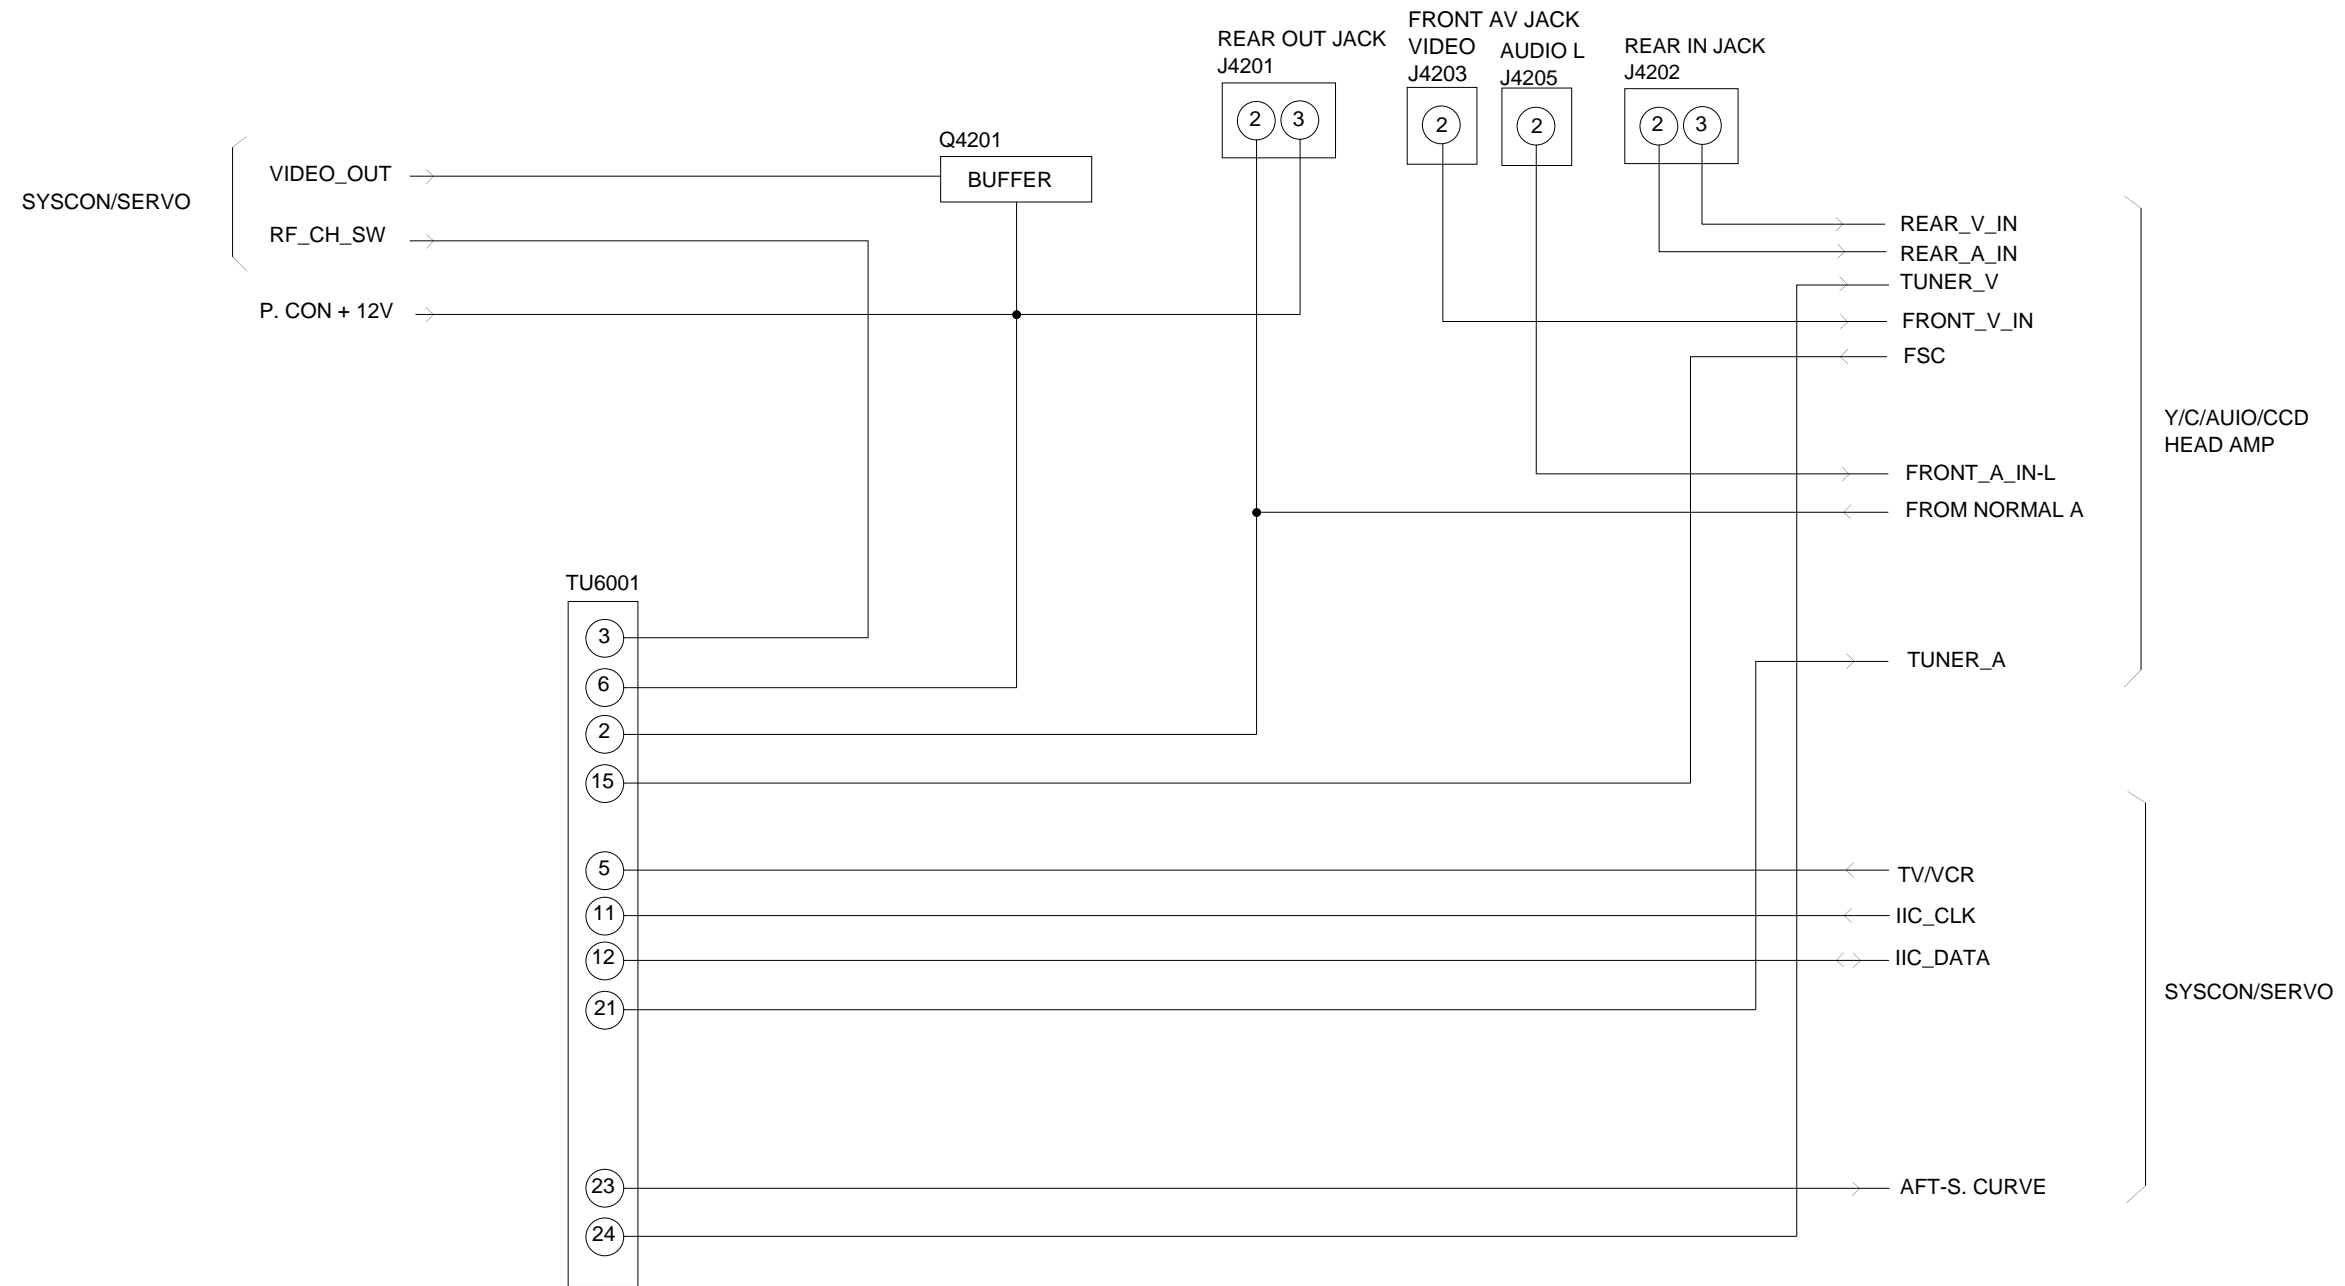 FRONT AV JACK
REAR OUT JACK
J4201
VIDEO
J4203
AUDIO L
J4205
REAR IN JACK
J4202
2
3
2
2
2
3
Q4201
BUFFER
SYSCON/SERVO
VIDEO_OUT
RF_CH_SW
P. CON + 12V
REAR_V_IN
REAR_A_IN
TUNER_V
FRONT_V_IN
FSC
Y/C/AUIO/CCD
HEAD AMP
FRONT_A_IN-L
FROM NORMAL A
TUNER_A
TU6001
3
6
2
15
5
11
12
21
23
24
TV/VCR
IIC_CLK
IIC_DATA
SYSCON/SERVO
AFT-S. CURVE